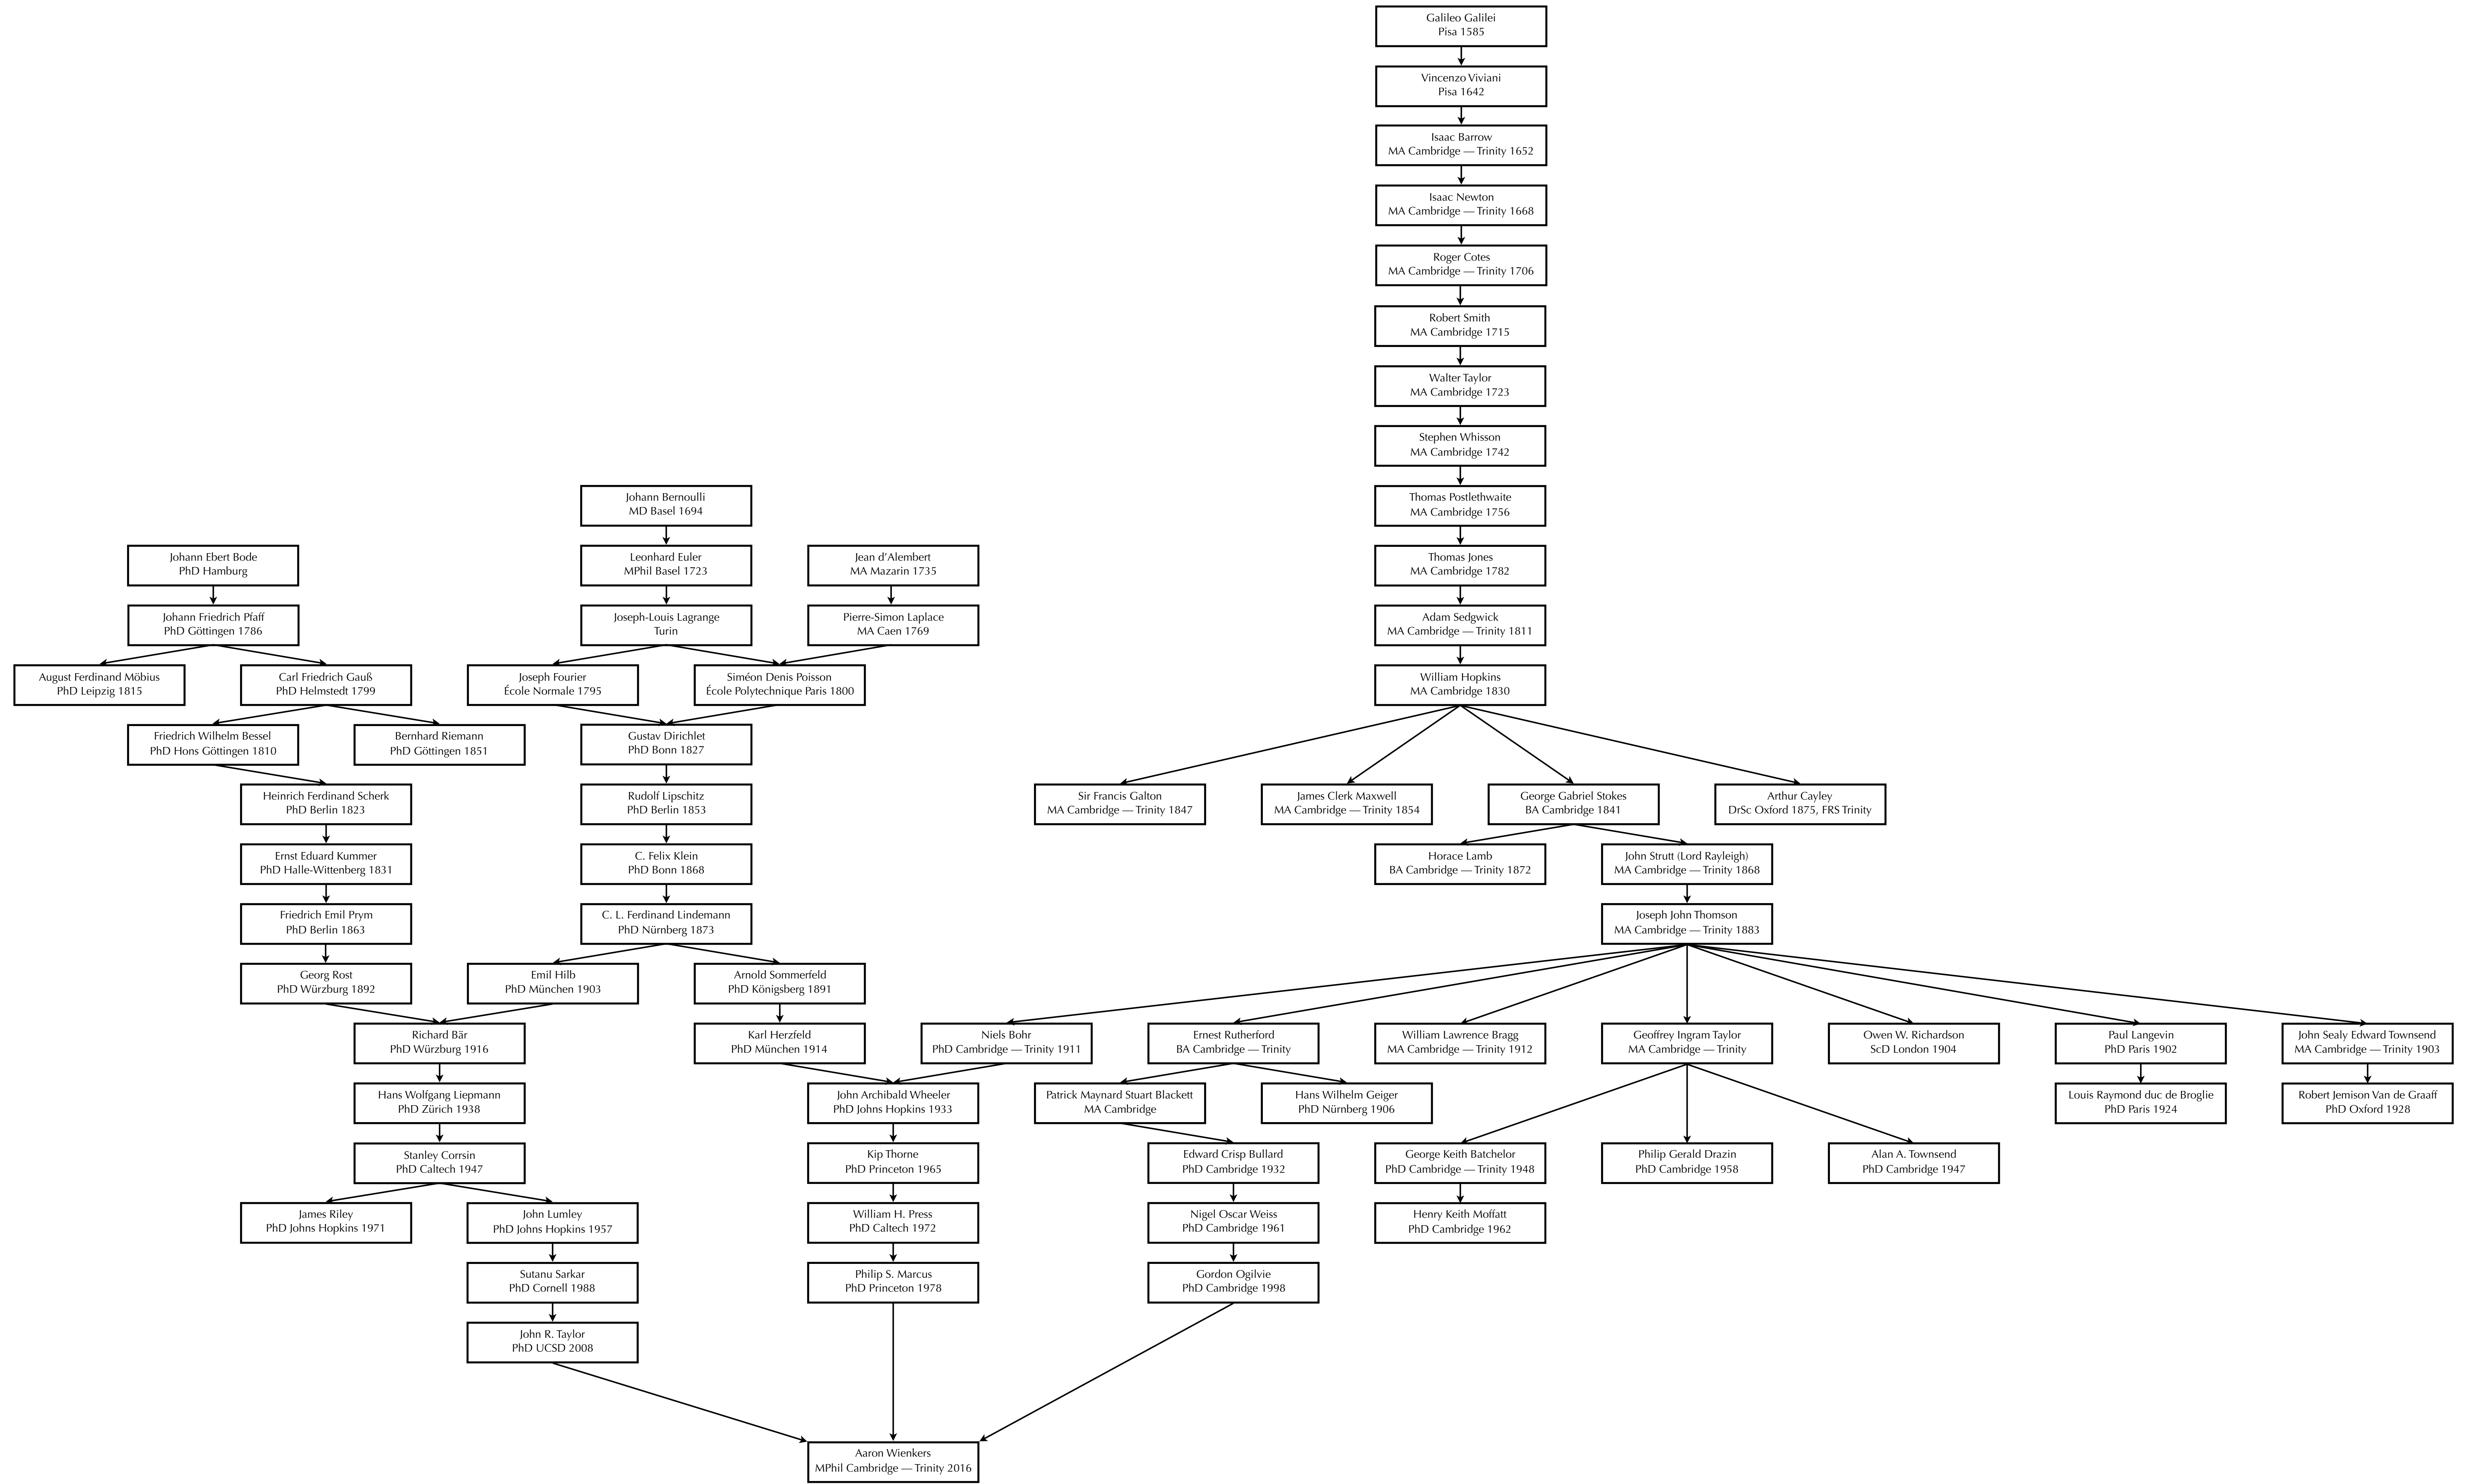 Galileo Galilei
Pisa 1585
Vincenzo Viviani
Pisa 1642
Isaac Barrow
MA Cambridge — Trinity 1652
Isaac Newton
MA Cambridge — Trinity 1668
Roger Cotes
MA Cambridge — Trinity 1706
Robert Smith
MA Cambridge 1715
Walter Taylor
MA Cambridge 1723
Stephen Whisson
MA Cambridge 1742
Johann Bernoulli
MD Basel 1694
Thomas Postlethwaite
MA Cambridge 1756
Johann Ebert Bode
PhD Hamburg
Leonhard Euler
MPhil Basel 1723
Jean d'Alembert
MA Mazarin 1735
Thomas Jones
MA Cambridge 1782
Johann Friedrich Pfaff
PhD Göttingen 1786
Joseph-Louis Lagrange
Turin
Pierre-Simon Laplace
MA Caen 1769
Adam Sedgwick
MA Cambridge — Trinity 1811
August Ferdinand Möbius
PhD Leipzig 1815
Carl Friedrich Gauß
PhD Helmstedt 1799
Joseph Fourier
École Normale 1795
Siméon Denis Poisson
École Polytechnique Paris 1800
William Hopkins
MA Cambridge 1830
Friedrich Wilhelm Bessel
PhD Hons Göttingen 1810
Bernhard Riemann
PhD Göttingen 1851
Gustav Dirichlet
PhD Bonn 1827
Heinrich Ferdinand Scherk
PhD Berlin 1823
Rudolf Lipschitz
PhD Berlin 1853
Sir Francis Galton
MA Cambridge — Trinity 1847
James Clerk Maxwell
MA Cambridge — Trinity 1854
George Gabriel Stokes
BA Cambridge 1841
Arthur Cayley
DrSc Oxford 1875, FRS Trinity
Ernst Eduard Kummer
PhD Halle-Wittenberg 1831
C. Felix Klein
PhD Bonn 1868
Horace Lamb
BA Cambridge — Trinity 1872
John Strutt (Lord Rayleigh)
MA Cambridge — Trinity 1868
Friedrich Emil Prym
PhD Berlin 1863
C. L. Ferdinand Lindemann
PhD Nürnberg 1873
Joseph John Thomson
MA Cambridge — Trinity 1883
Georg Rost
PhD Würzburg 1892
Emil Hilb
PhD München 1903
Arnold Sommerfeld
PhD Königsberg 1891
Richard Bär
PhD Würzburg 1916
Karl Herzfeld
PhD München 1914
Niels Bohr
PhD Cambridge — Trinity 1911
Ernest Rutherford
BA Cambridge — Trinity
William Lawrence Bragg
MA Cambridge — Trinity 1912
Geoffrey Ingram Taylor
MA Cambridge — Trinity
Owen W. Richardson
ScD London 1904
Paul Langevin
PhD Paris 1902
John Sealy Edward Townsend
MA Cambridge — Trinity 1903
Hans Wolfgang Liepmann
PhD Zürich 1938
John Archibald Wheeler
PhD Johns Hopkins 1933
Patrick Maynard Stuart Blackett
MA Cambridge
Hans Wilhelm Geiger
PhD Nürnberg 1906
Louis Raymond duc de Broglie
PhD Paris 1924
Robert Jemison Van de Graaff
PhD Oxford 1928
Stanley Corrsin
PhD Caltech 1947
Kip Thorne
PhD Princeton 1965
Edward Crisp Bullard
PhD Cambridge 1932
George Keith Batchelor
PhD Cambridge — Trinity 1948
Philip Gerald Drazin
PhD Cambridge 1958
Alan A. Townsend
PhD Cambridge 1947
James Riley
PhD Johns Hopkins 1971
John Lumley
PhD Johns Hopkins 1957
William H. Press
PhD Caltech 1972
Nigel Oscar Weiss
PhD Cambridge 1961
Henry Keith Moffatt
PhD Cambridge 1962
Sutanu Sarkar
PhD Cornell 1988
Philip S. Marcus
PhD Princeton 1978
Gordon Ogilvie
PhD Cambridge 1998
John R. Taylor
PhD UCSD 2008
Aaron Wienkers
MPhil Cambridge — Trinity 2016